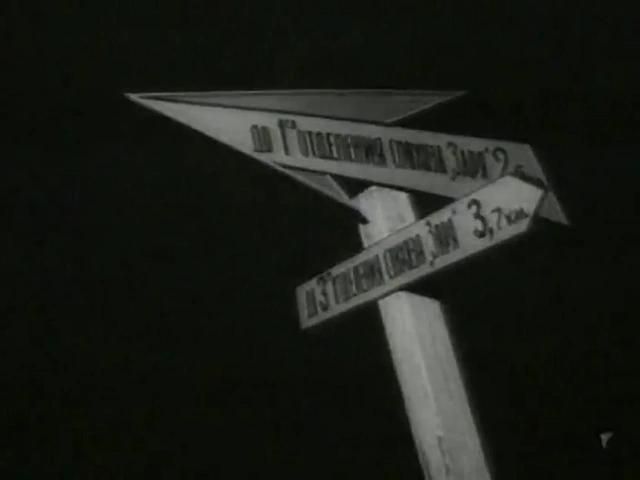 до 1го отделения совхоза "Заря" 2
до 3го отделения совхоза "Заря" 3,7 км.